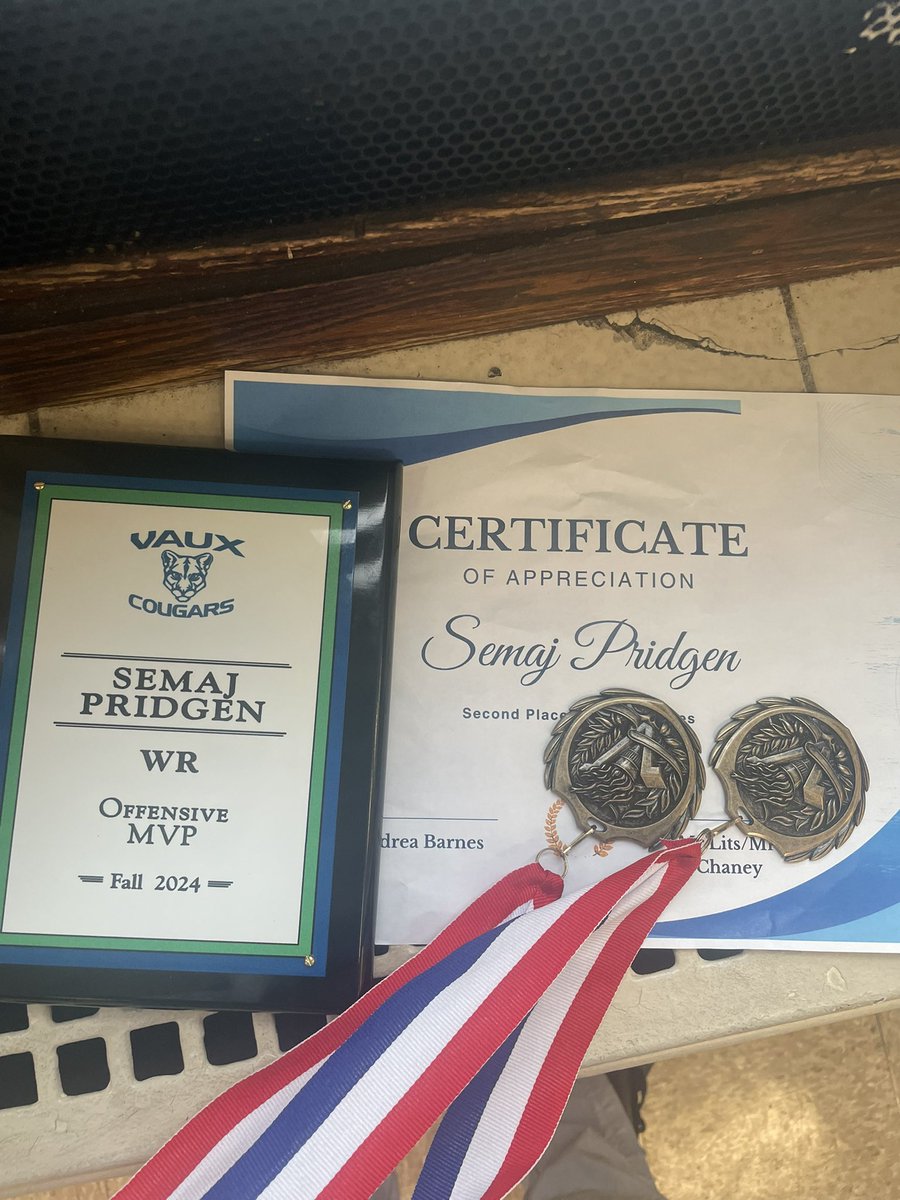 VAUX
COUGARS
SEMAJ
PRIDGEN
WR
OFFENSIVE
MVP
Fall 2024
CERTIFICATE
OF APPRECIATION
Semaj Pridgen
Second Place
drea Barnes
Lits/M
Chaney